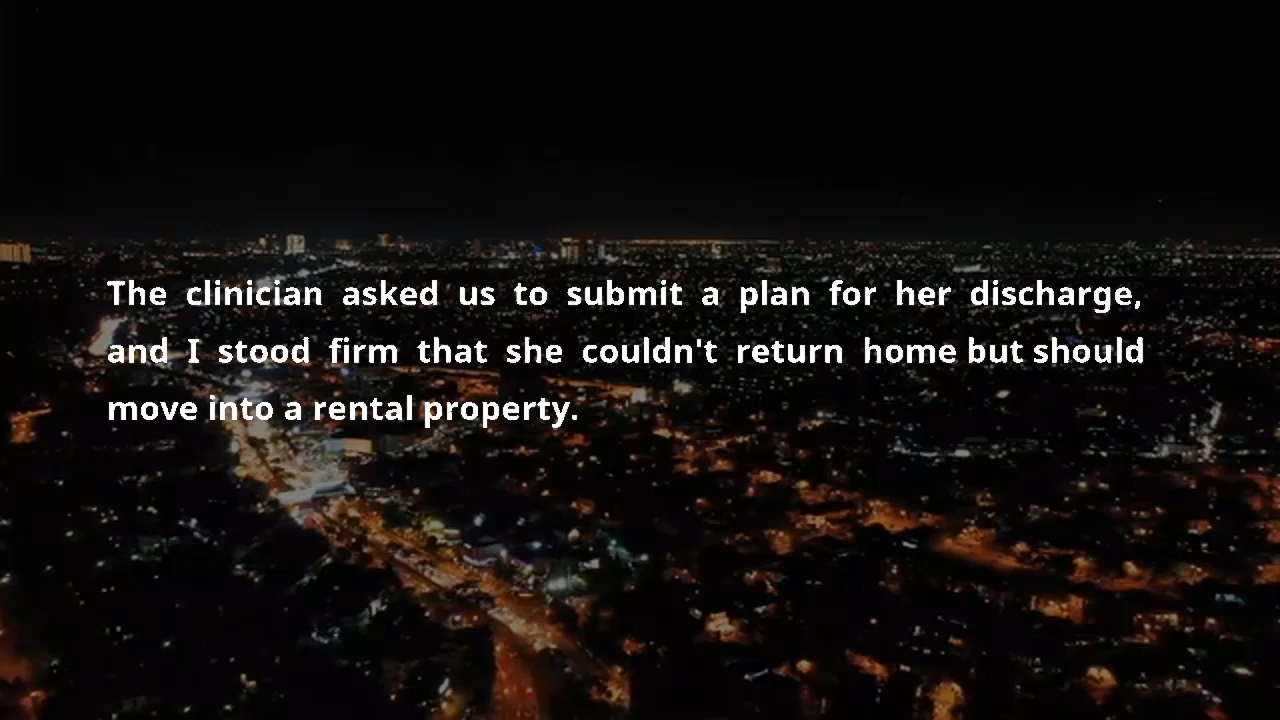 The clinician asked us to submit a plan for her discharge,
and I stood firm that she couldn't return home but should
move into a rental property.